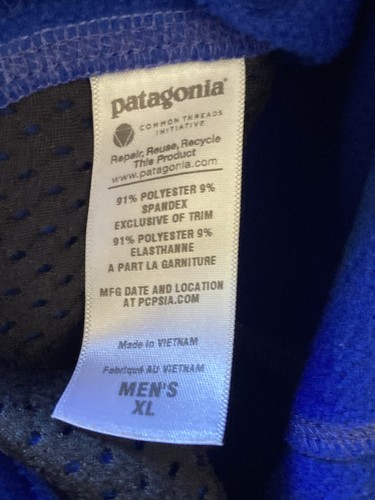 patagonia®
COMMON THREADS
INITIATIVE
Repair, Reuse, Recycle
This Product
www.patagonia.com
91% POLYESTER 9%
SPANDEX
EXCLUSIVE OF TRIM
91% POLYESTER 9%
ELASTHANNE
A PART LA GARNITURE
MFG DATE AND LOCATION
AT PCPSIA.COM
Made in VIETNAM
Fabriqué AU VIETNAM
MEN'S
XL